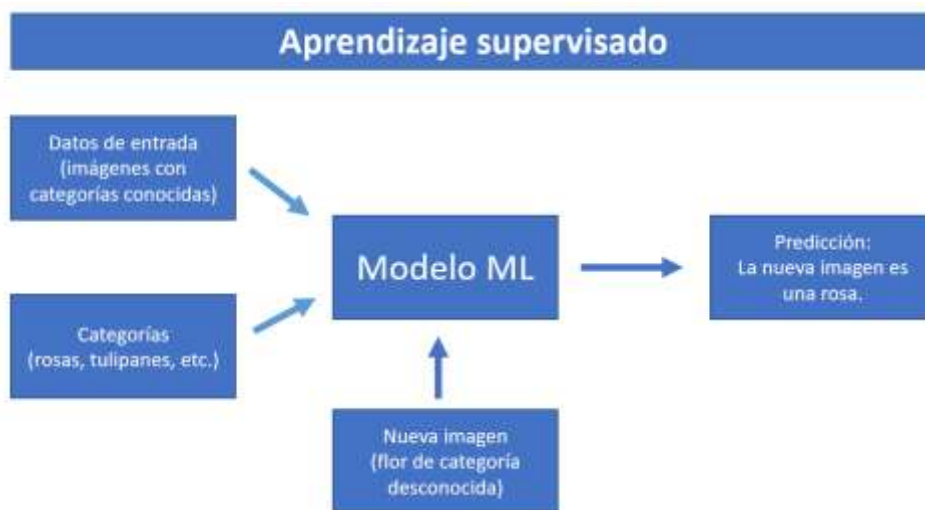 Aprendizaje supervisado
Datos de entrada
(imágenes con
categorías conocidas)
Modelo ML
Predicción:
La nueva imagen es
una rosa.
Categorías
(rosas, tulipanes, etc.)
Nueva imagen
(flor de categoría
desconocida)